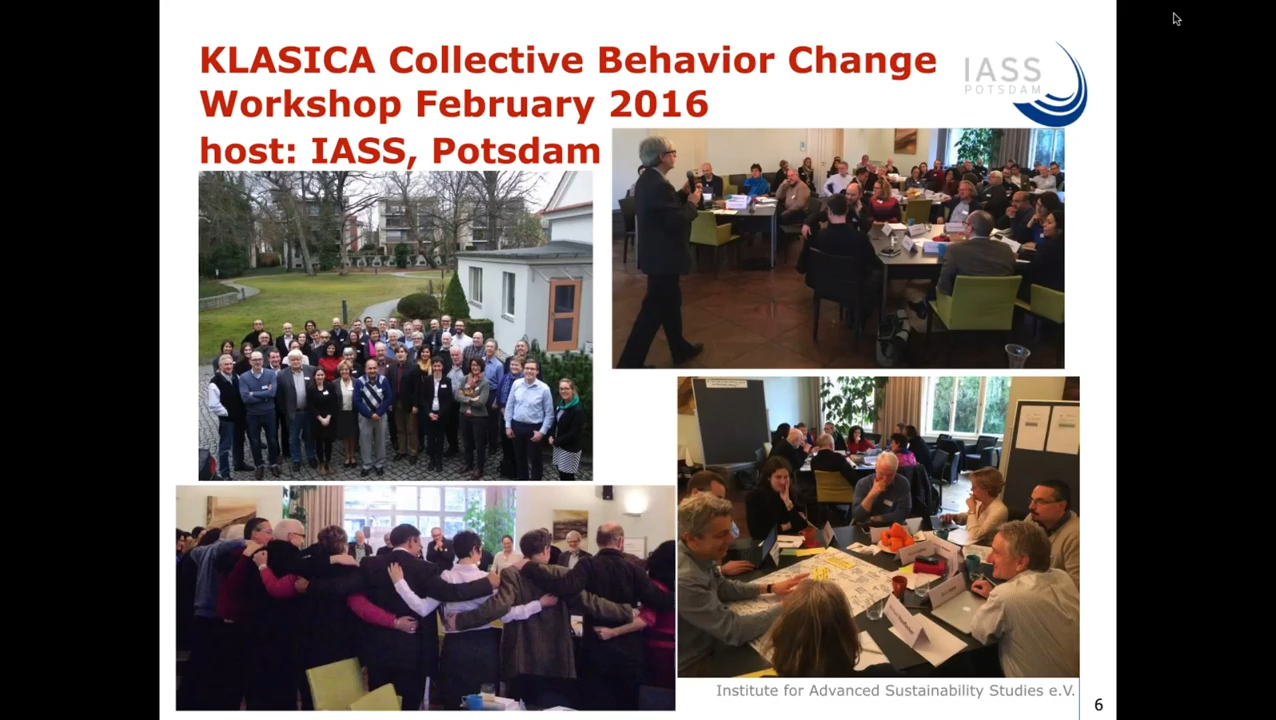 KLASICA Collective Behavior Change
Workshop February 2016
host: IASS, Potsdam
IASS
POTSDAM
Institute for Advanced Sustainability Studies e.V.
6